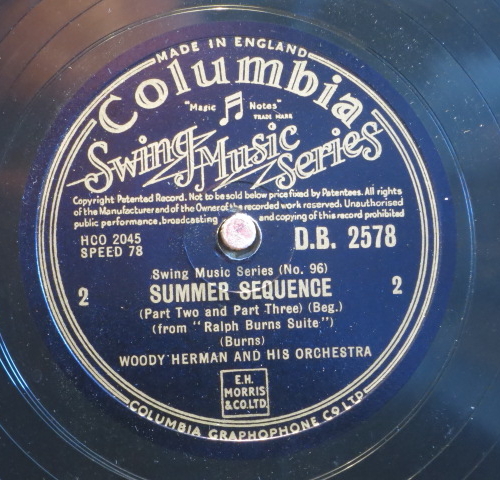 MADE IN ENGLAND
Columbia
"Magic Notes"
TRADE MARK
Swing Music Series
Copyright Patented Record. Not to be sold below price fixed by Patentees. All rights
of the Manufacturer and of the Owner of the recorded work reserved. Unauthorised
public performance, broadcasting and copying of this record prohibited
HCO 2045
SPEED 78
D.B. 2578
Swing Music Series (No. 96)
2 SUMMER SEQUENCE 2
(Part Two and Part Three) (Beg.)
(from "Ralph Burns Suite")
(Burns)
WOODY HERMAN AND HIS ORCHESTRA
E.H.
MORRIS
& CO. LTD
COLUMBIA GRAPHOPHONE CO LTD